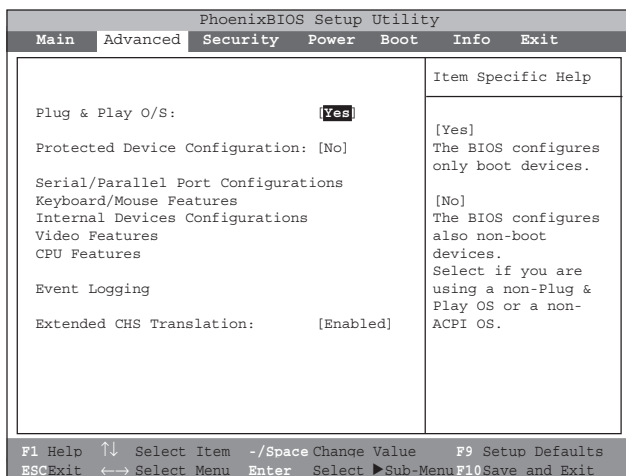 PhoenixBIOS Setup Utility
Main Advanced Security Power Boot Info Exit
Item Specific Help
Plug & Play O/S: [Yes]
Protected Device Configuration: [No]
Serial/Parallel Port Configurations
Keyboard/Mouse Features
Internal Devices Configurations
Video Features
CPU Features
Event Logging
Extended CHS Translation: [Enabled]
[Yes]
The BIOS configures
only boot devices.
[No]
The BIOS configures
also non-boot
devices.
Select if you are
using a non-Plug &
Play OS or a non-
ACPI OS.
F1 Help ↑↓ Select Item -/Space Change Value F9 Setup Defaults
ESCExit ←→ Select Menu Enter Select ▶Sub-Menu F10Save and Exit